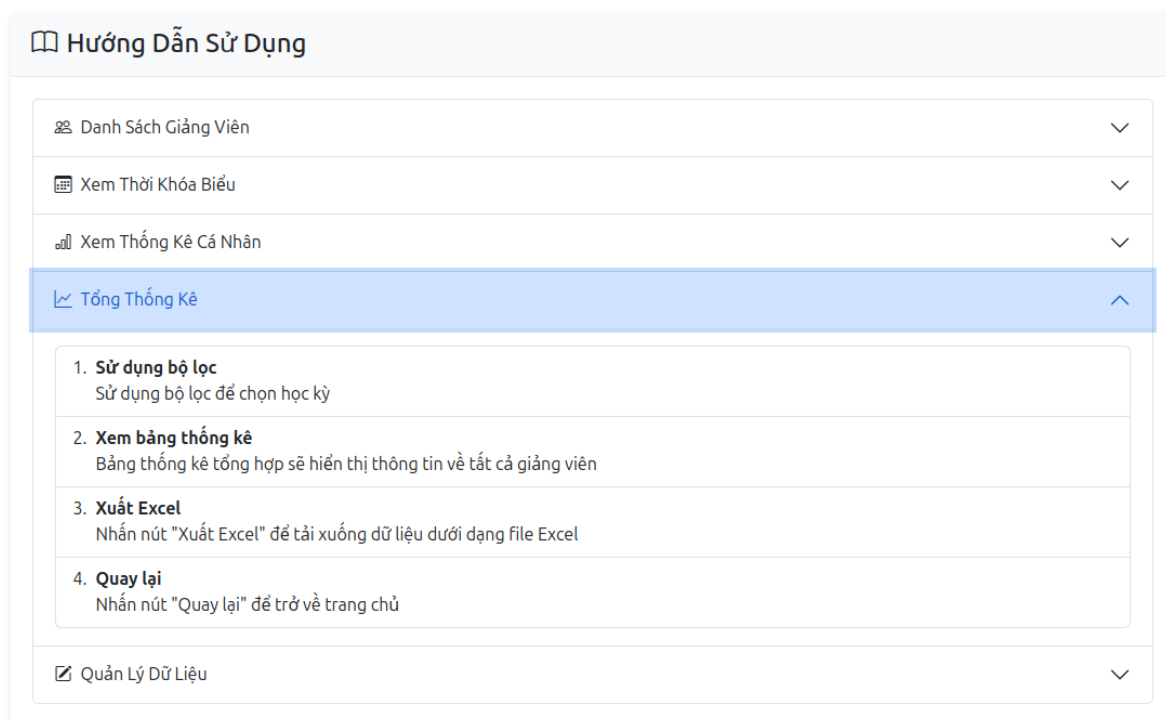 Hướng Dẫn Sử Dụng
Danh Sách Giảng Viên
Xem Thời Khóa Biểu
Xem Thống Kê Cá Nhân
Tổng Thống Kê
1. Sử dụng bộ lọc
Sử dụng bộ lọc để chọn học kỳ
2. Xem bảng thống kê
Bảng thống kê tổng hợp sẽ hiển thị thông tin về tất cả giảng viên
3. Xuất Excel
Nhấn nút "Xuất Excel" để tải xuống dữ liệu dưới dạng file Excel
4. Quay lại
Nhấn nút "Quay lại" để trở về trang chủ
Quản Lý Dữ Liệu